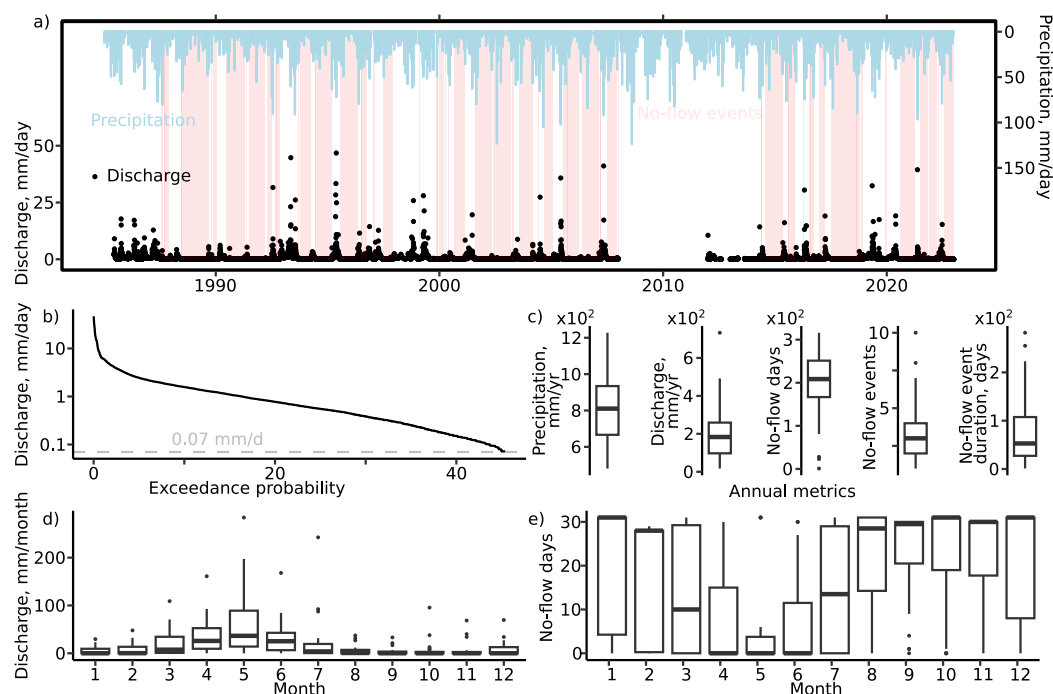 a)
Discharge, mm/day
50
25
0
Precipitation
Discharge
No-flow events
0
50
100
150
Precipitation, mm/day
1990
2000
2010
2020
b)
Discharge, mm/day
10
1
0.1
0.07 mm/d
0
20
40
Exceedance probability
c)
x10²
Precipitation,
mm/yr
12
10
8
6
x10²
Discharge,
mm/yr
6
4
2
0
x10²
No-flow days
3
2
1
0
No-flow events
10
5
x10²
No-flow event
duration, days
2
1
0
Annual metrics
d)
Discharge, mm/month
200
100
0
1 2 3 4 5 6 7 8 9 10 11 12
Month
e)
No-flow days
30
20
10
0
1 2 3 4 5 6 7 8 9 10 11 12
Month